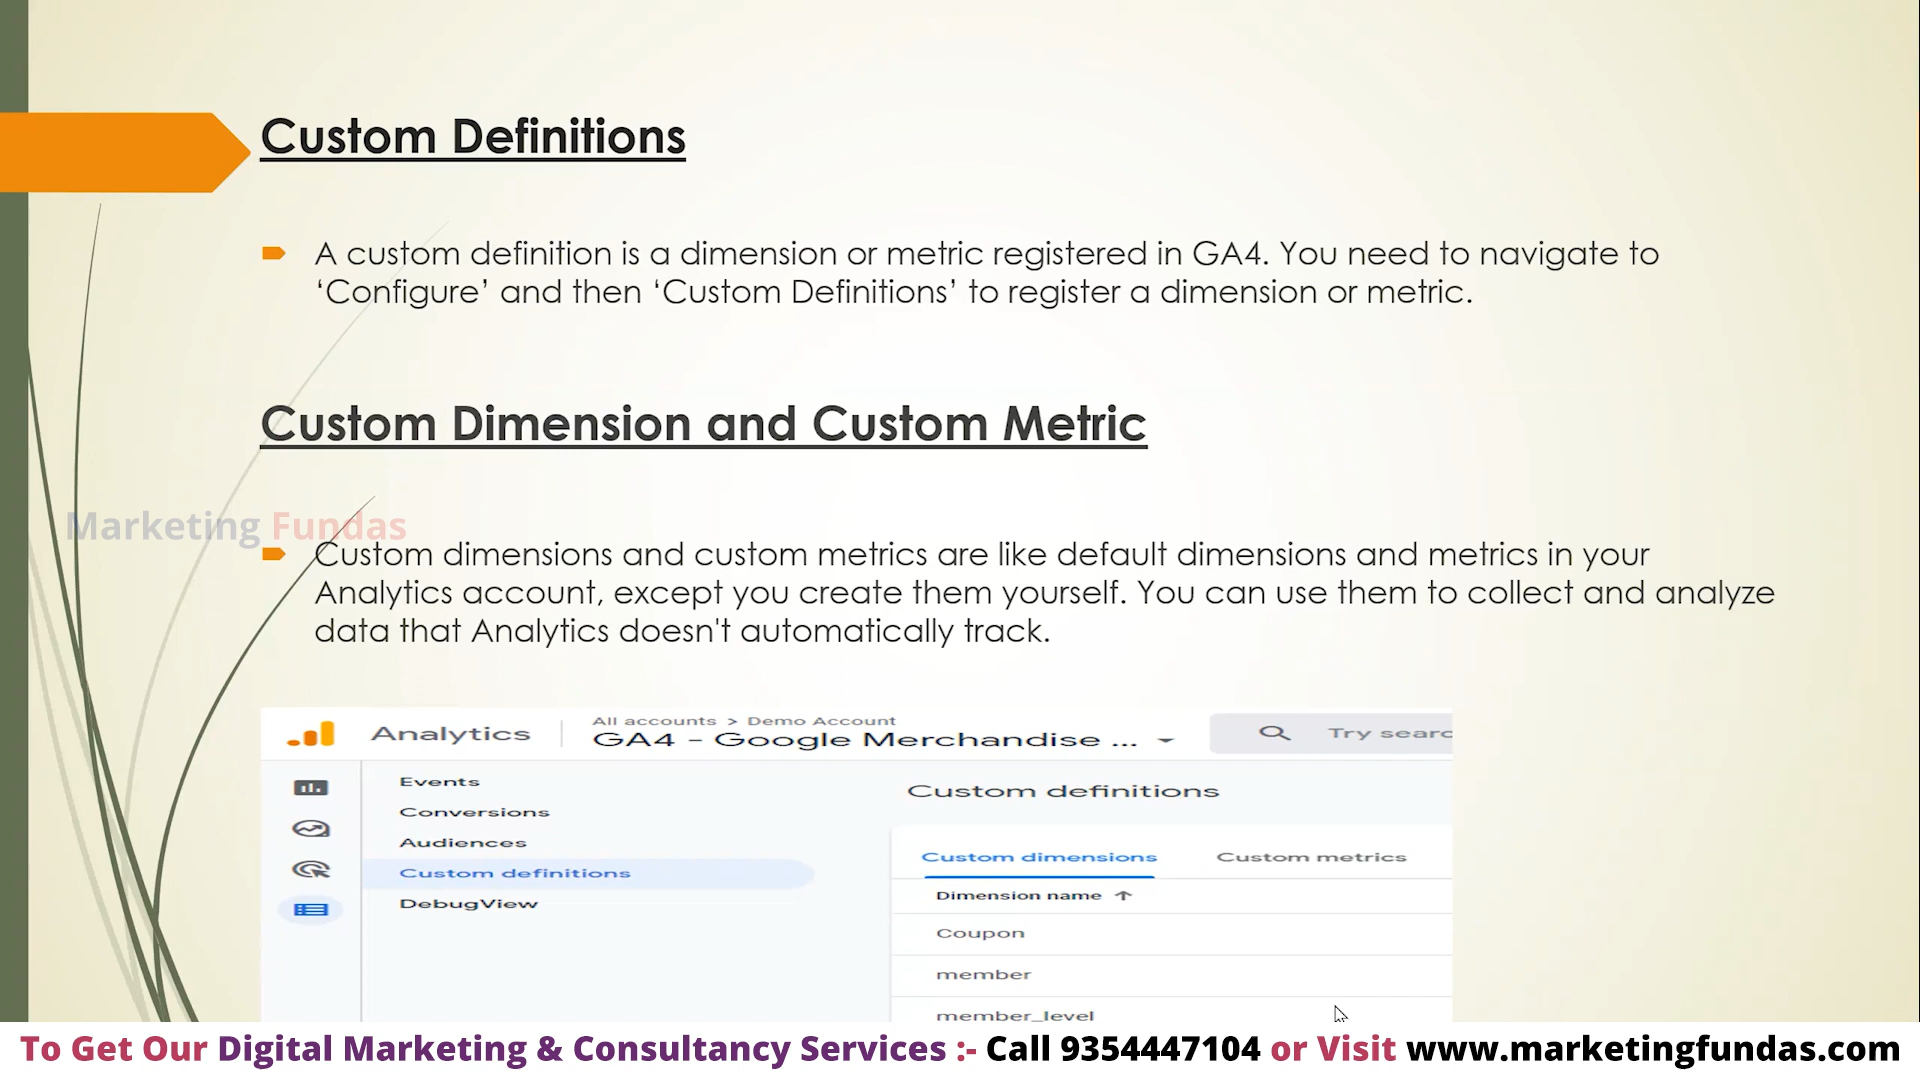 Custom Definitions
A custom definition is a dimension or metric registered in GA4. You need to navigate to
‘Configure’ and then ‘Custom Definitions’ to register a dimension or metric.
Custom Dimension and Custom Metric
Marketing Fundas
Custom dimensions and custom metrics are like default dimensions and metrics in your
Analytics account, except you create them yourself. You can use them to collect and analyze
data that Analytics doesn't automatically track.
Analytics
All accounts > Demo Account
GA4 - Google Merchandise ...
Try searc
Events
Conversions
Audiences
Custom definitions
DebugView
Custom definitions
Custom dimensions Custom metrics
Dimension name ↑
Coupon
member
member_level
To Get Our Digital Marketing & Consultancy Services :- Call 9354447104 or Visit www.marketingfundas.com